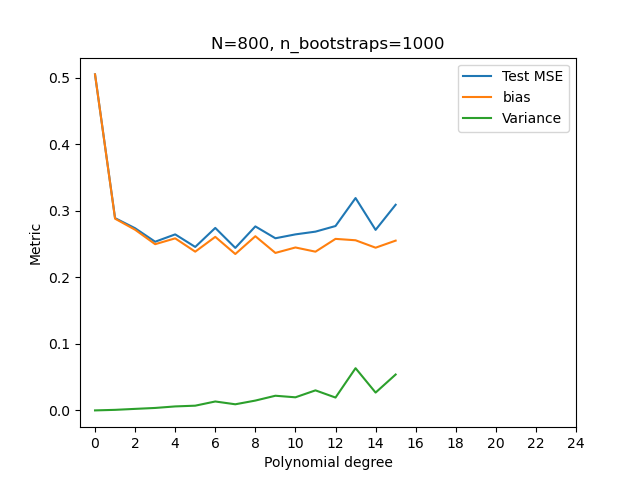 N=800, n_bootstraps=1000
Test MSE
bias
Variance
Metric
0.5
0.4
0.3
0.2
0.1
0.0
0 2 4 6 8 10 12 14 16 18 20 22 24
Polynomial degree